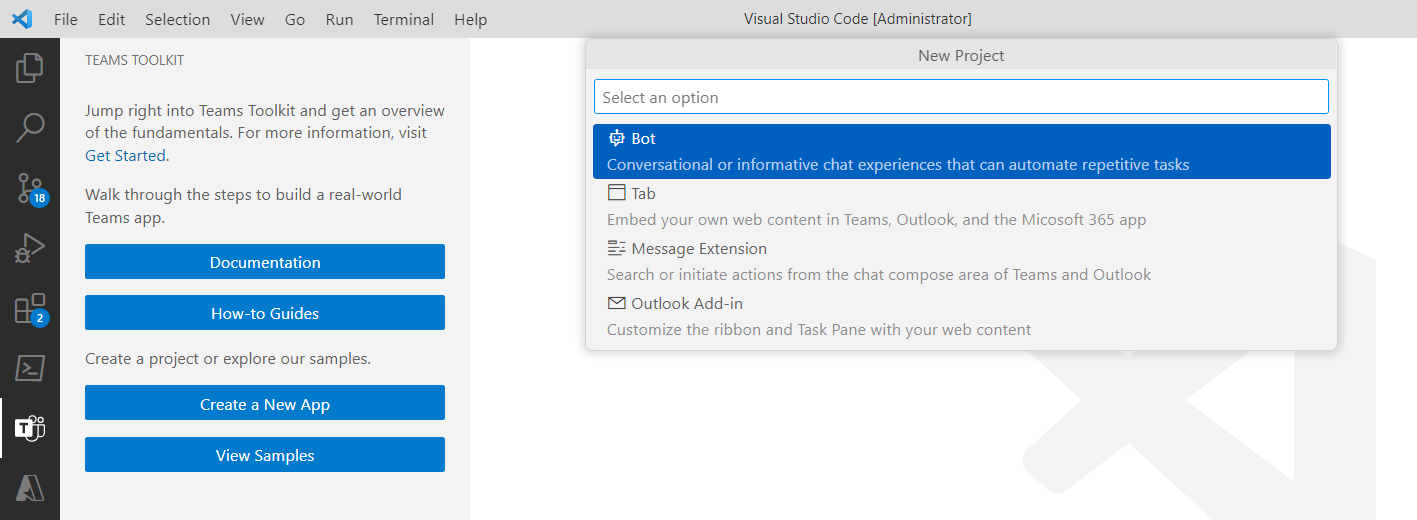 File Edit Selection View Go Run Terminal Help
Visual Studio Code [Administrator]
TEAMS TOOLKIT
Jump right into Teams Toolkit and get an overview
of the fundamentals. For more information, visit
Get Started.
Walk through the steps to build a real-world
Teams app.
Documentation
How-to Guides
Create a project or explore our samples.
Create a New App
View Samples
18
2
T
New Project
Select an option
Bot
Conversational or informative chat experiences that can automate repetitive tasks
Tab
Embed your own web content in Teams, Outlook, and the Micosoft 365 app
Message Extension
Search or initiate actions from the chat compose area of Teams and Outlook
Outlook Add-in
Customize the ribbon and Task Pane with your web content